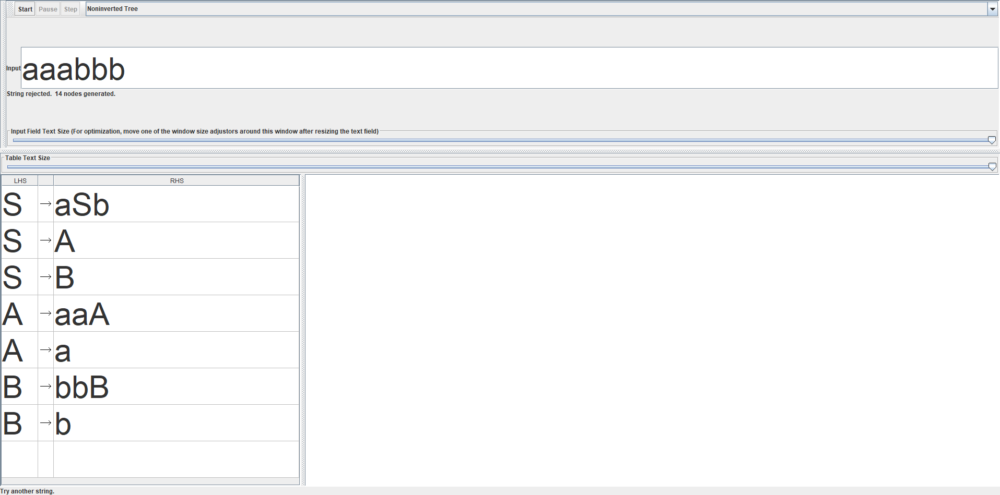 Start Pause Step Noninverted Tree
Input aaabbb
String rejected. 14 nodes generated.
Input Field Text Size (For optimization, move one of the window size adjustors around this window after resizing the text field)
Table Text Size
LHS RHS
S → aSb
S → A
S → B
A → aaA
A → a
B → bbB
B → b
Try another string.